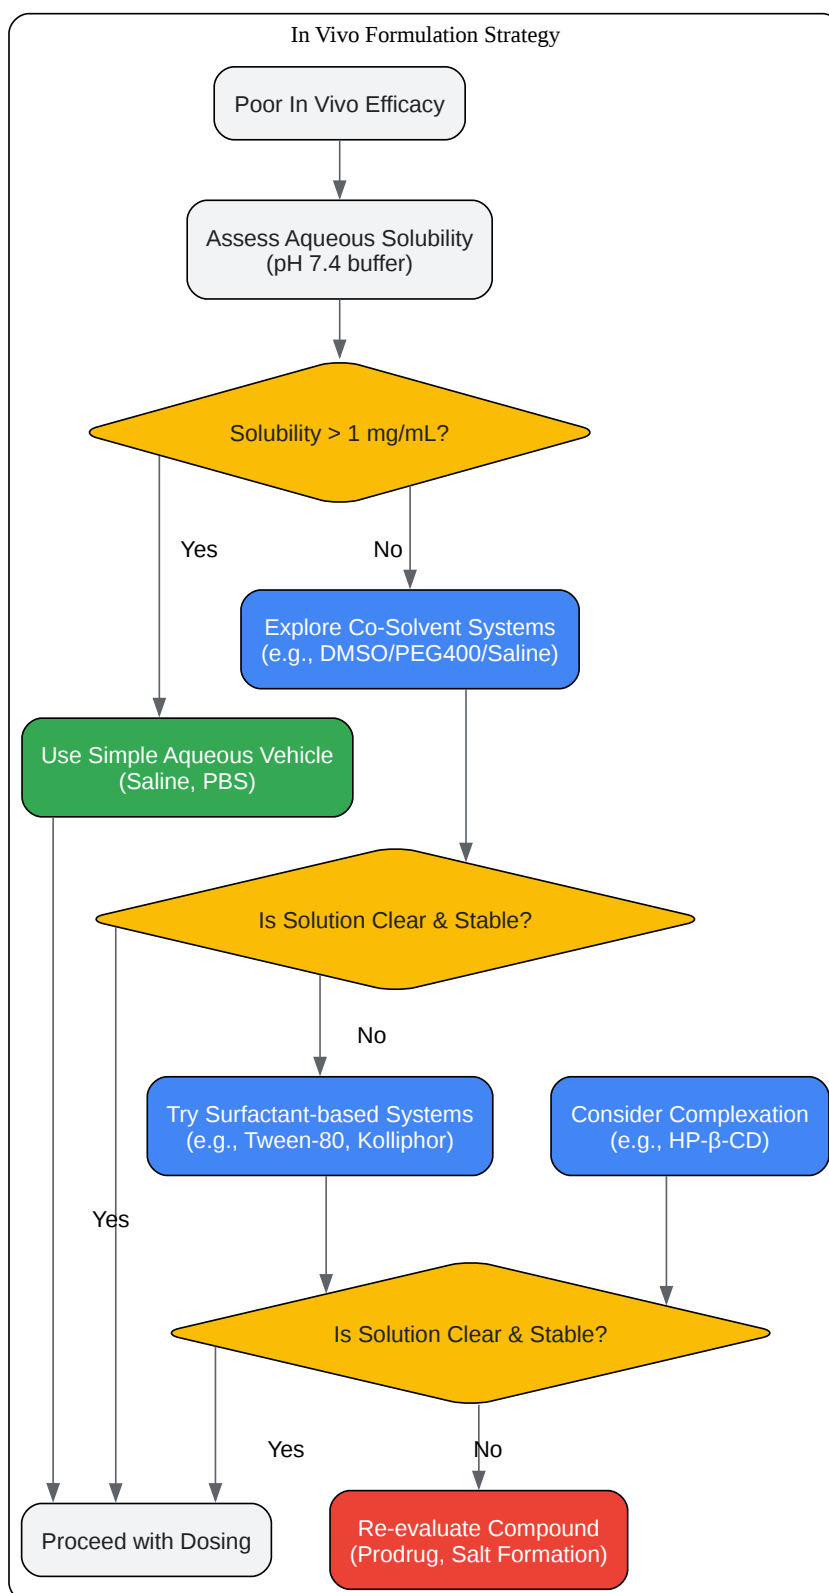 In Vivo Formulation Strategy
Poor In Vivo Efficacy
Assess Aqueous Solubility
(pH 7.4 buffer)
Solubility > 1 mg/mL?
Yes
No
Explore Co-Solvent Systems
(e.g., DMSO/PEG400/Saline)
Use Simple Aqueous Vehicle
(Saline, PBS)
Is Solution Clear & Stable?
No
Try Surfactant-based Systems
(e.g., Tween-80, Kolliphor)
Consider Complexation
(e.g., HP-β-CD)
Yes
Is Solution Clear & Stable?
Yes
No
Proceed with Dosing
Re-evaluate Compound
(Prodrug, Salt Formation)